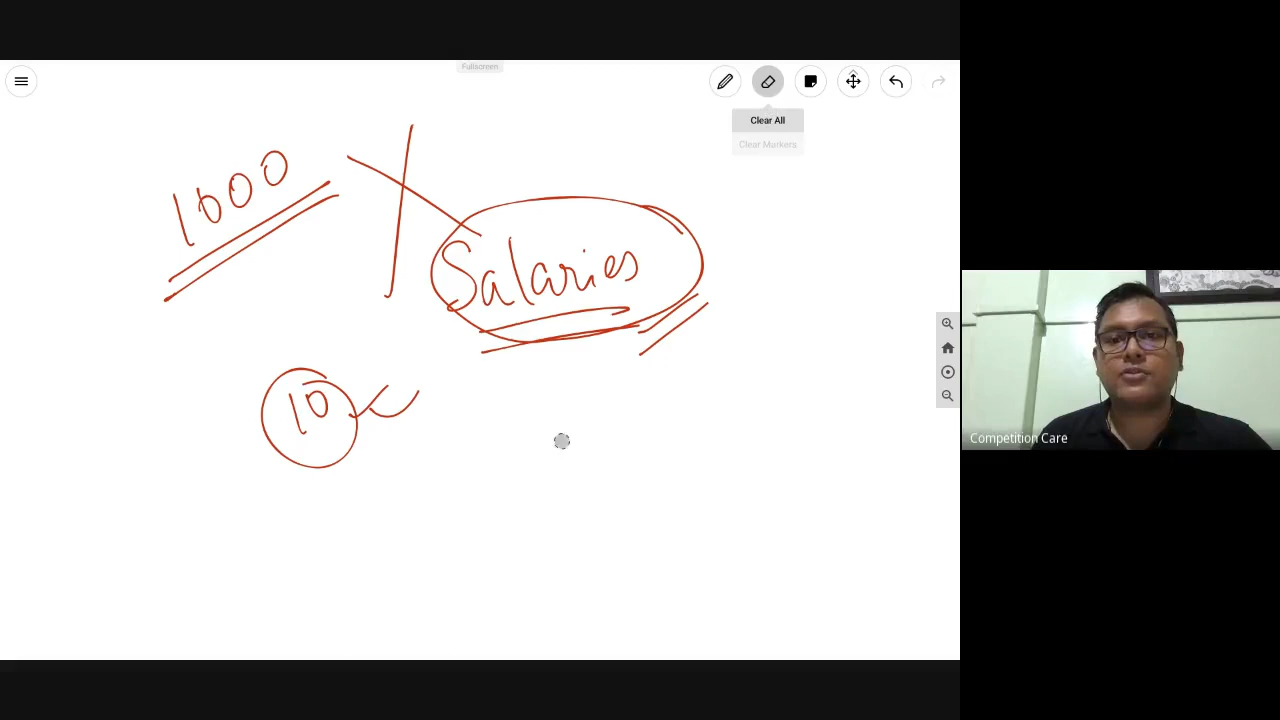 Fullscreen
Clear All
Clear Markers
1000
Salaries
10
Competition Care